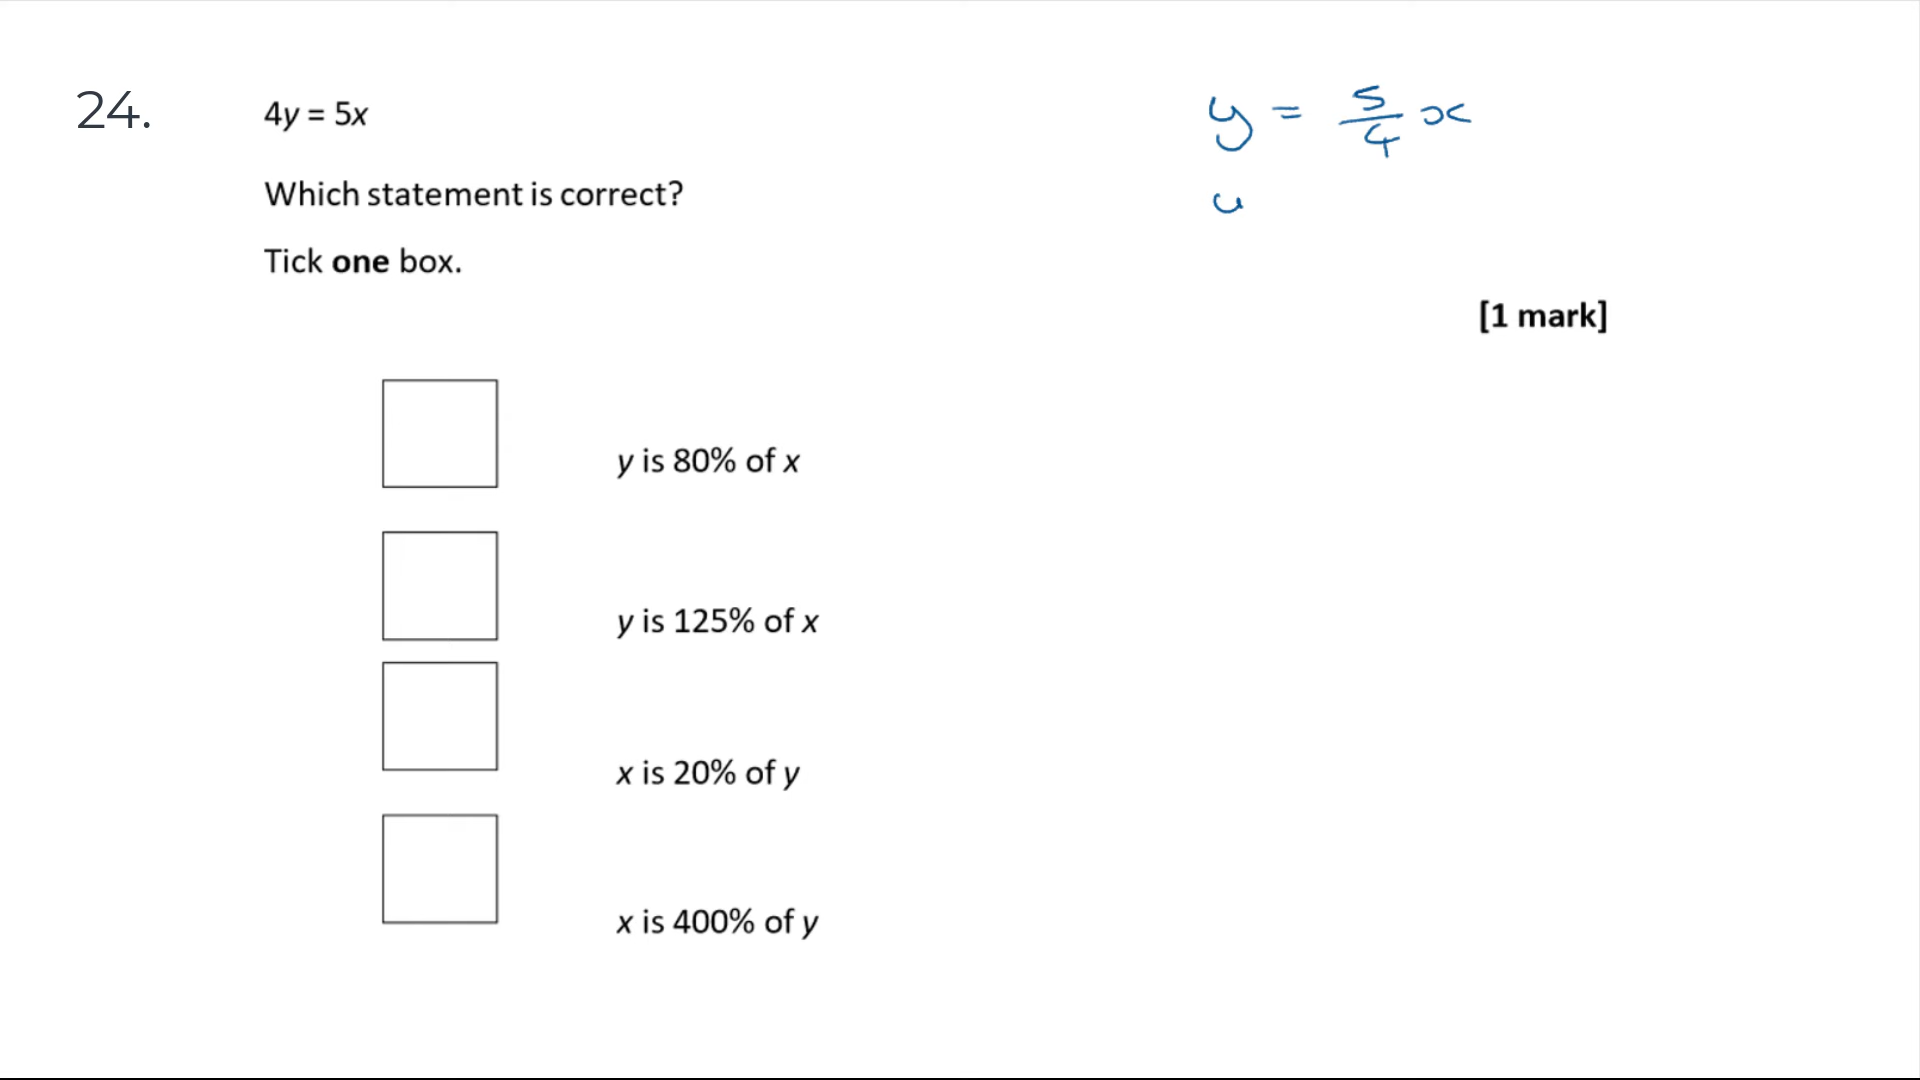 24. 4y = 5x
y = 5/4 x
Which statement is correct?
Tick one box.
[1 mark]
y is 80% of x
y is 125% of x
x is 20% of y
x is 400% of y